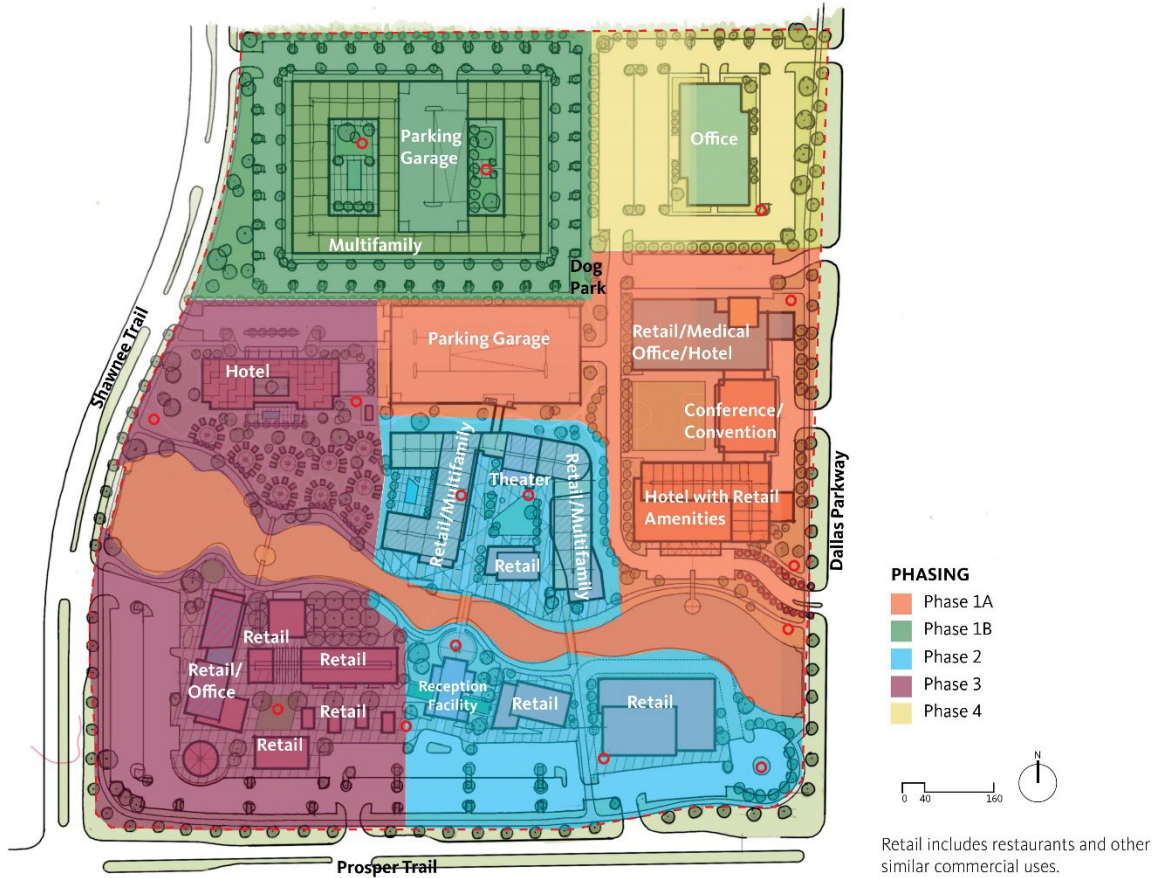 Parking
Garage
Office
Multifamily
Dog
Park
Shawnee Trail
Parking Garage
Retail/Medical
Office/Hotel
Hotel
Conference/
Convention
Retail/Multifamily
Theater
Retail/Multifamily
Hotel with Retail
Amenities
Dallas Parkway
Retail
Retail
Retail
Retail/
Office
Reception
Facility
Retail
Retail
Retail
Retail
Prosper Trail
PHASING
Phase 1A
Phase 1B
Phase 2
Phase 3
Phase 4
N
0 40 160
Retail includes restaurants and other
similar commercial uses.